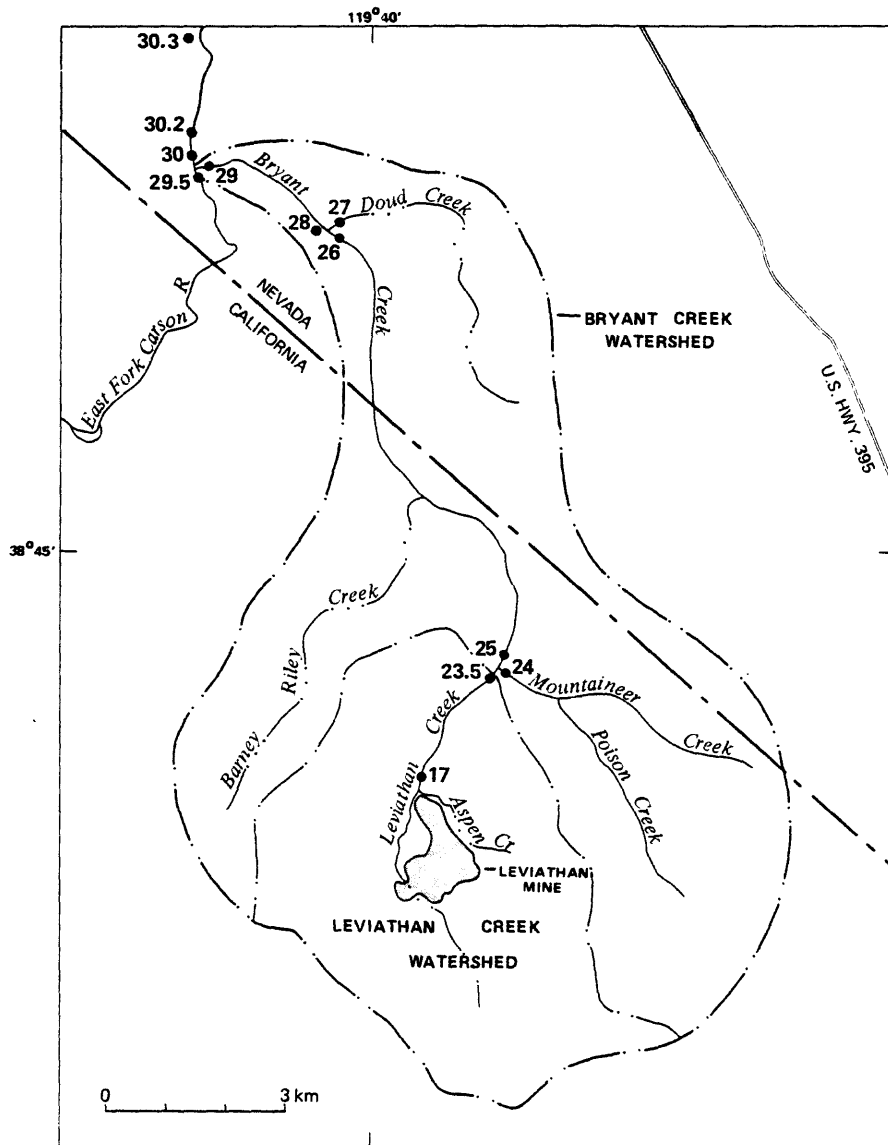 119° 40'
30.3
30.2
30
29
29.5
Bryant
27
Doud Creek
28
26
Creek
NEVADA
CALIFORNIA
East Fork Carson R
BRYANT CREEK
WATERSHED
U.S. HWY. 395
38° 45'
Barney Riley Creek
25
24
23.5
Mountaineer Creek
Poison Creek
Leviathan Creek
17
Aspen Cr
LEVIATHAN
MINE
LEVIATHAN CREEK
WATERSHED
0 3 km